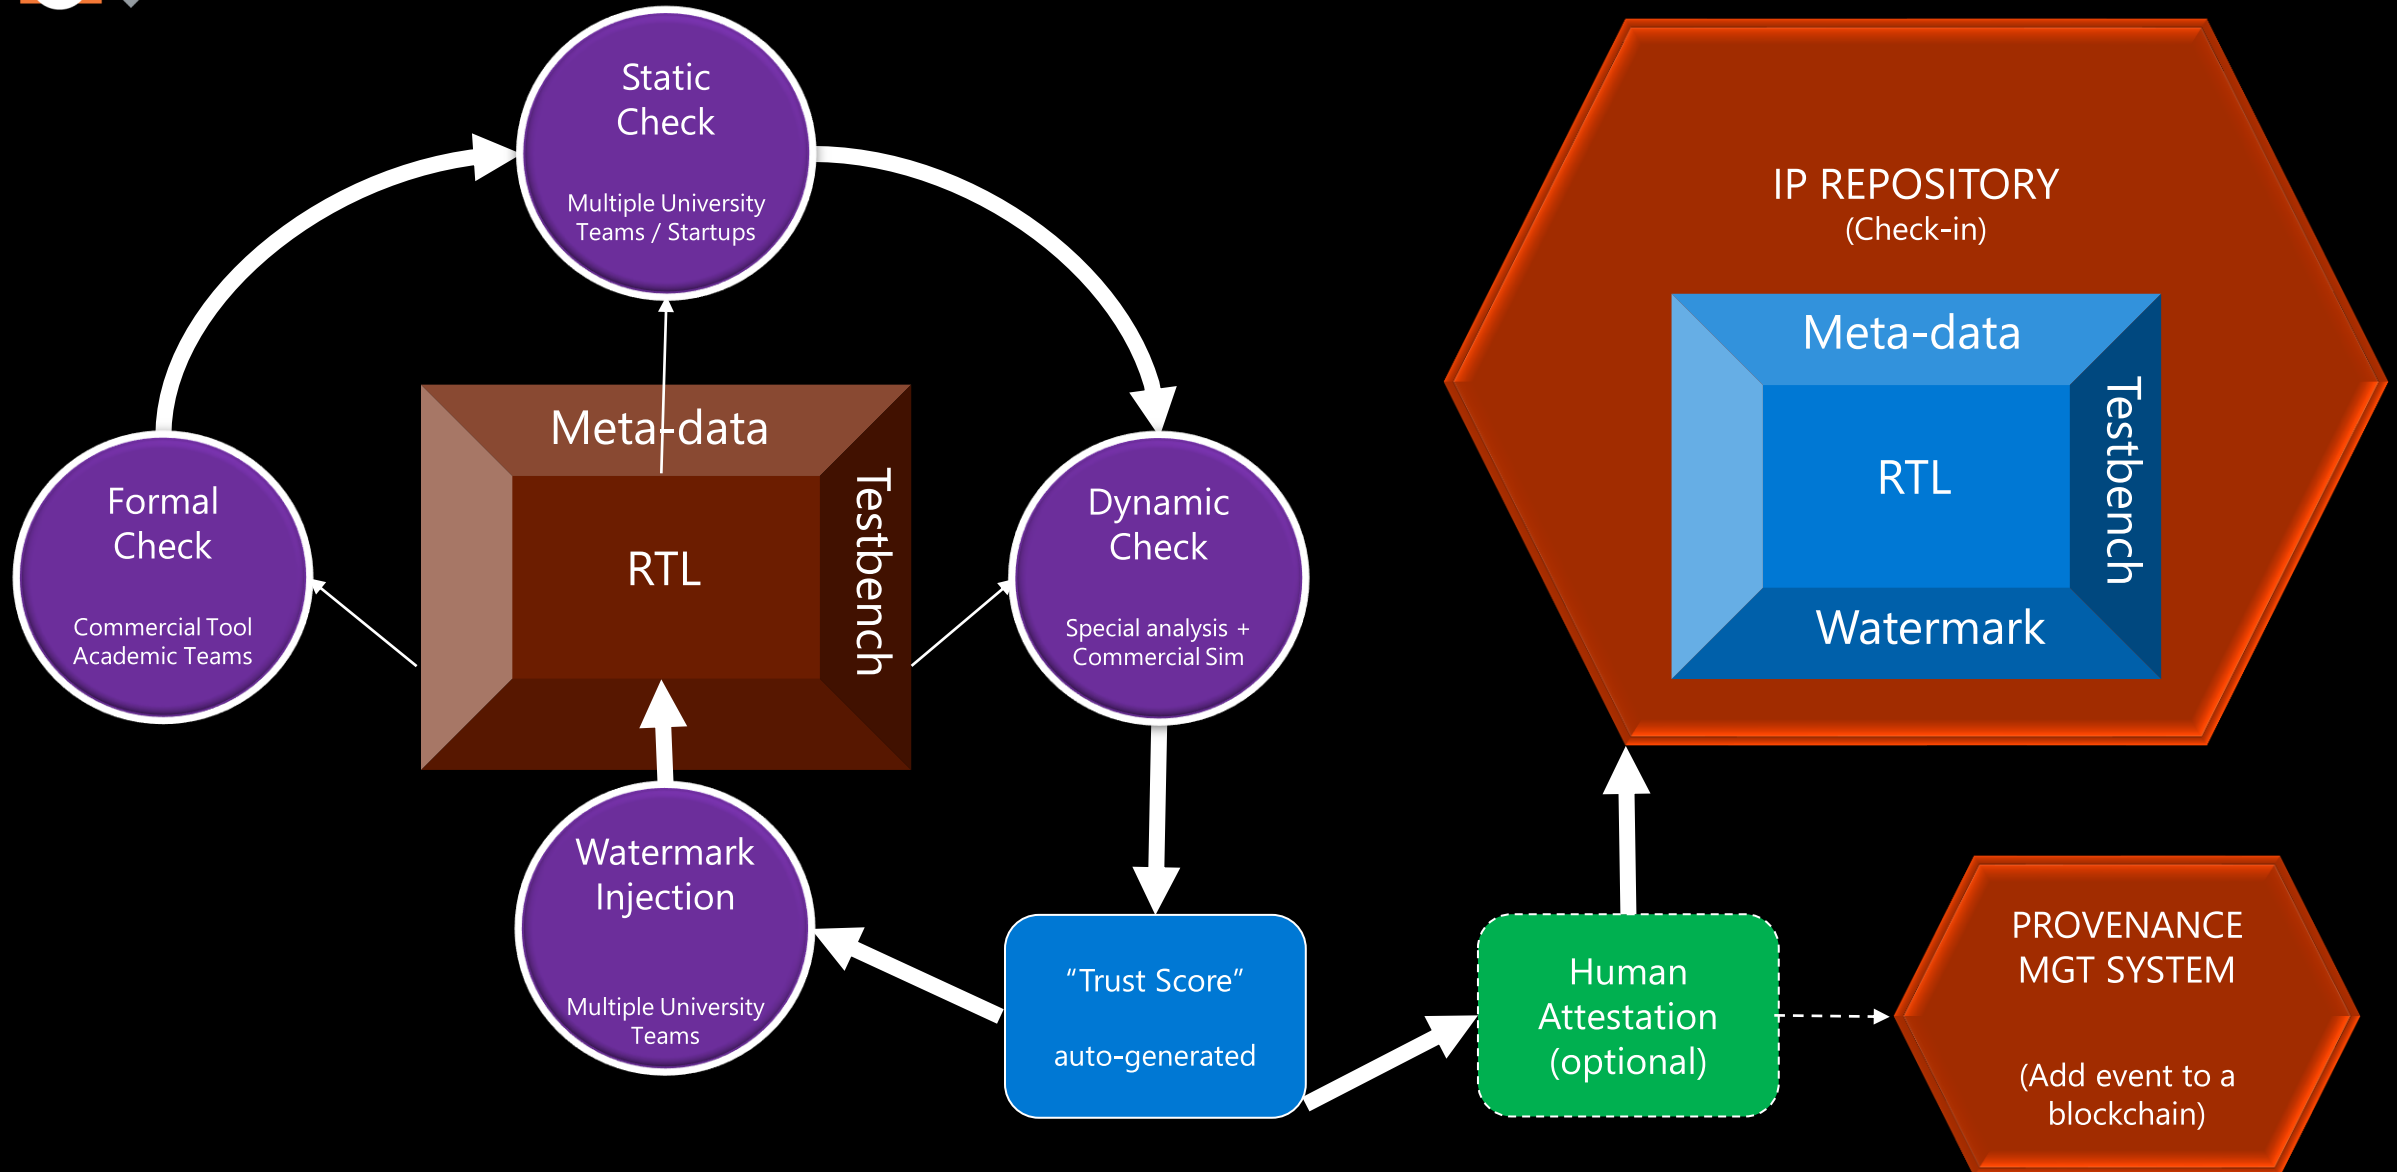 Static
Check
Multiple University
Teams / Startups
Formal
Check
Commercial Tool
Academic Teams
Meta-data
RTL
Testbench
Dynamic
Check
Special analysis +
Commercial Sim
Watermark
Injection
Multiple University
Teams
“Trust Score”
auto-generated
Human
Attestation
(optional)
IP REPOSITORY
(Check-in)
Meta-data
RTL
Testbench
Watermark
PROVENANCE
MGT SYSTEM
(Add event to a
blockchain)